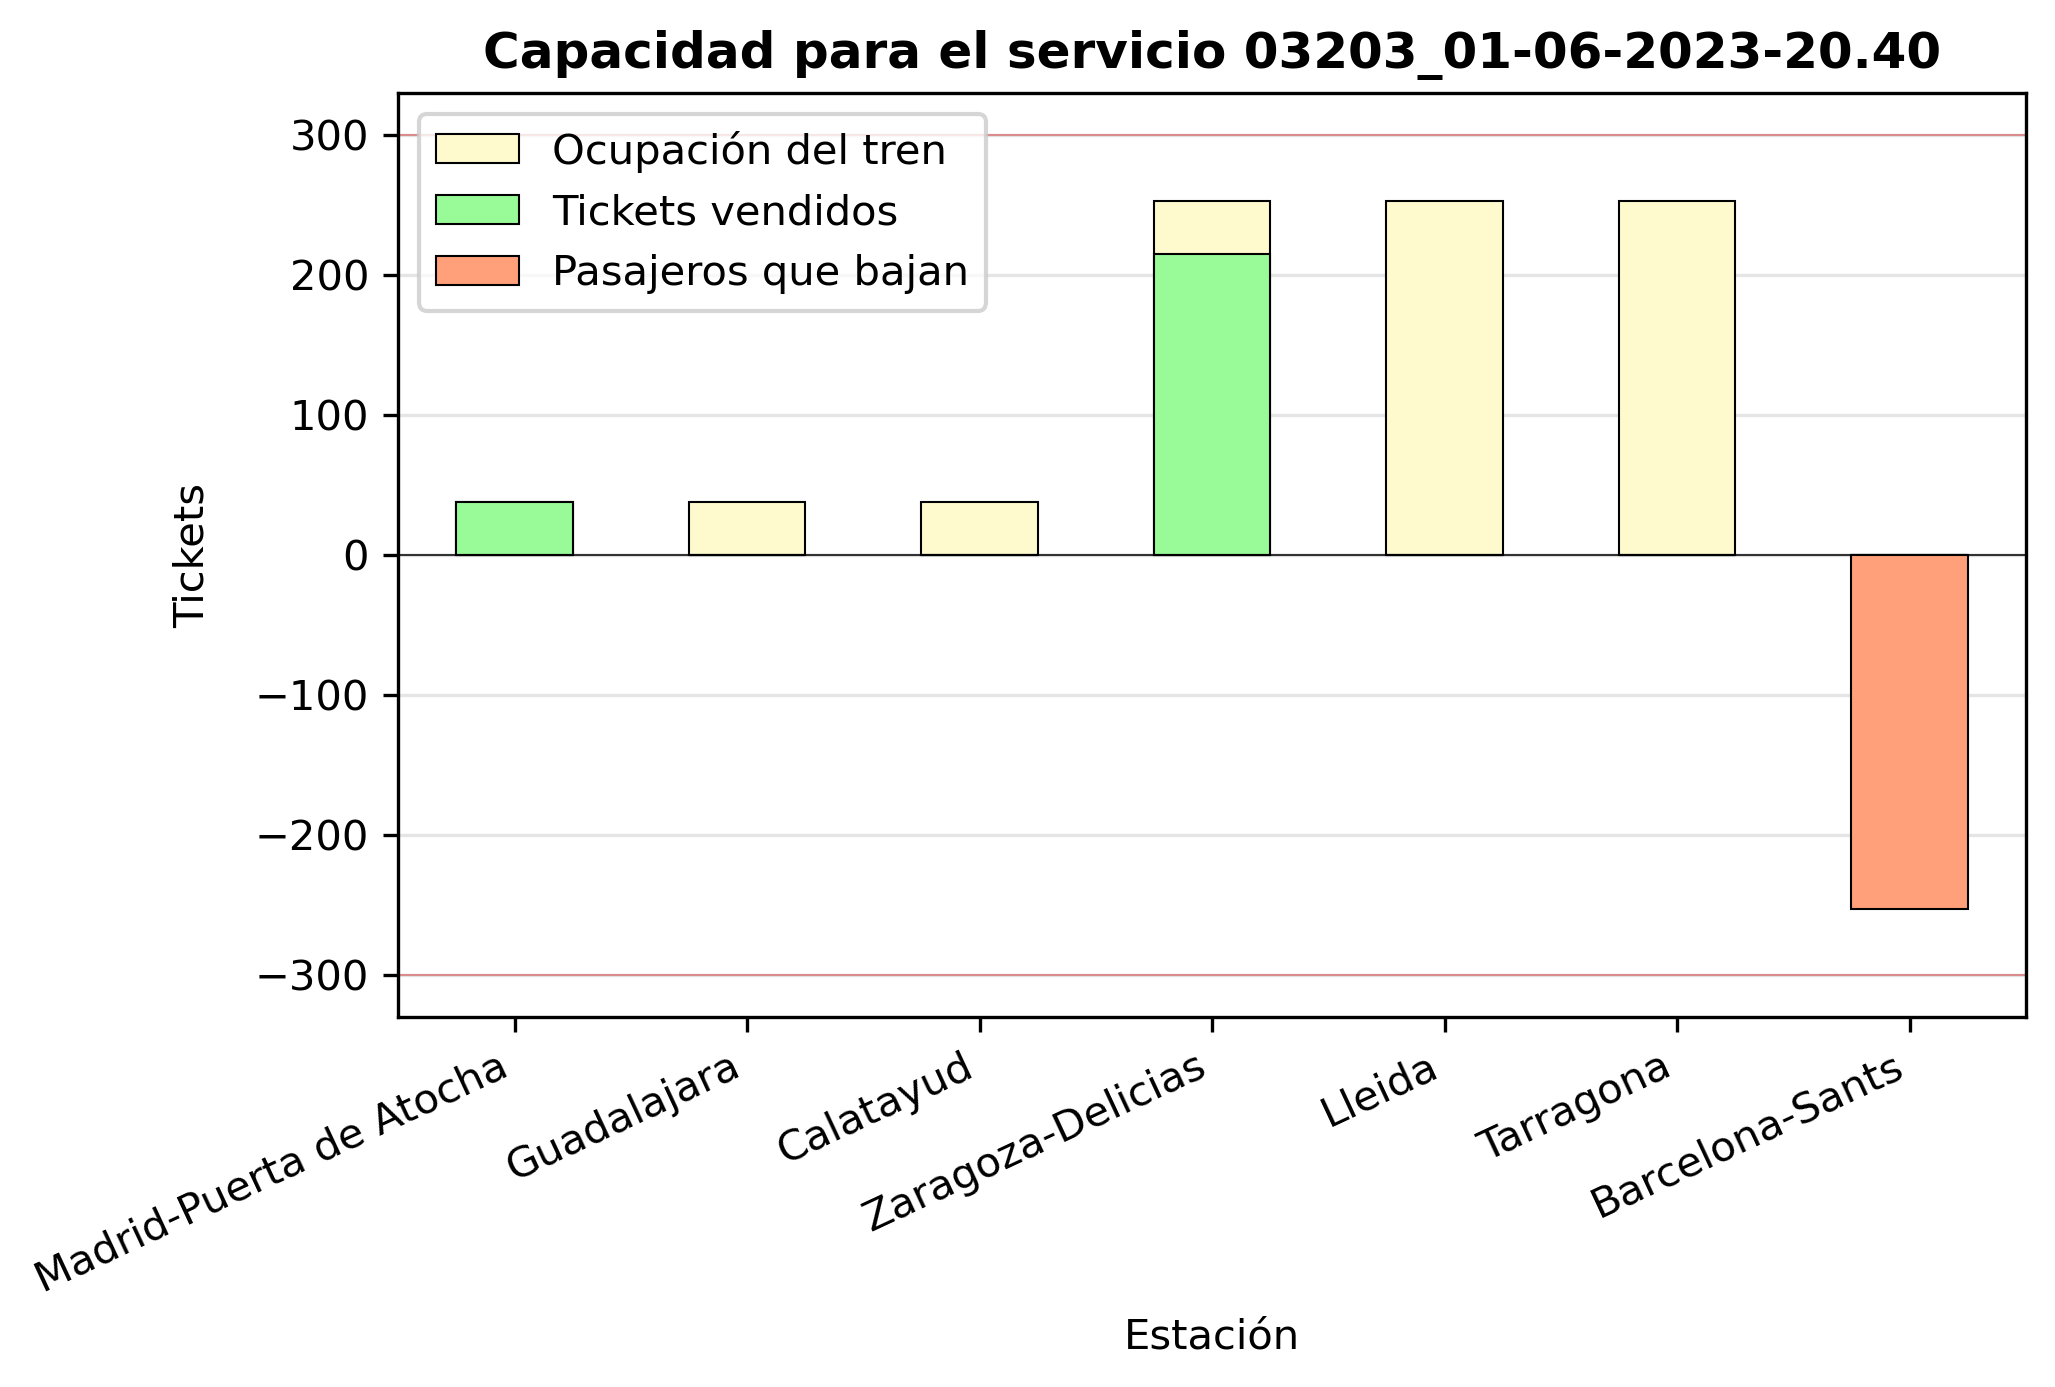 Capacidad para el servicio 03203_01-06-2023-20.40
Ocupación del tren
Tickets vendidos
Pasajeros que bajan
Tickets
300
200
100
0
−100
−200
−300
Madrid-Puerta de Atocha
Guadalajara
Calatayud
Zaragoza-Delicias
Lleida
Tarragona
Barcelona-Sants
Estación